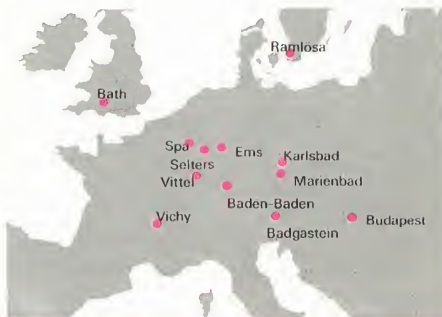 Ramlösa
Bath
Spa
Ems
Selters
Karlsbad
Vittel
Marienbad
Baden-Baden
Vichy
Budapest
Badgastein